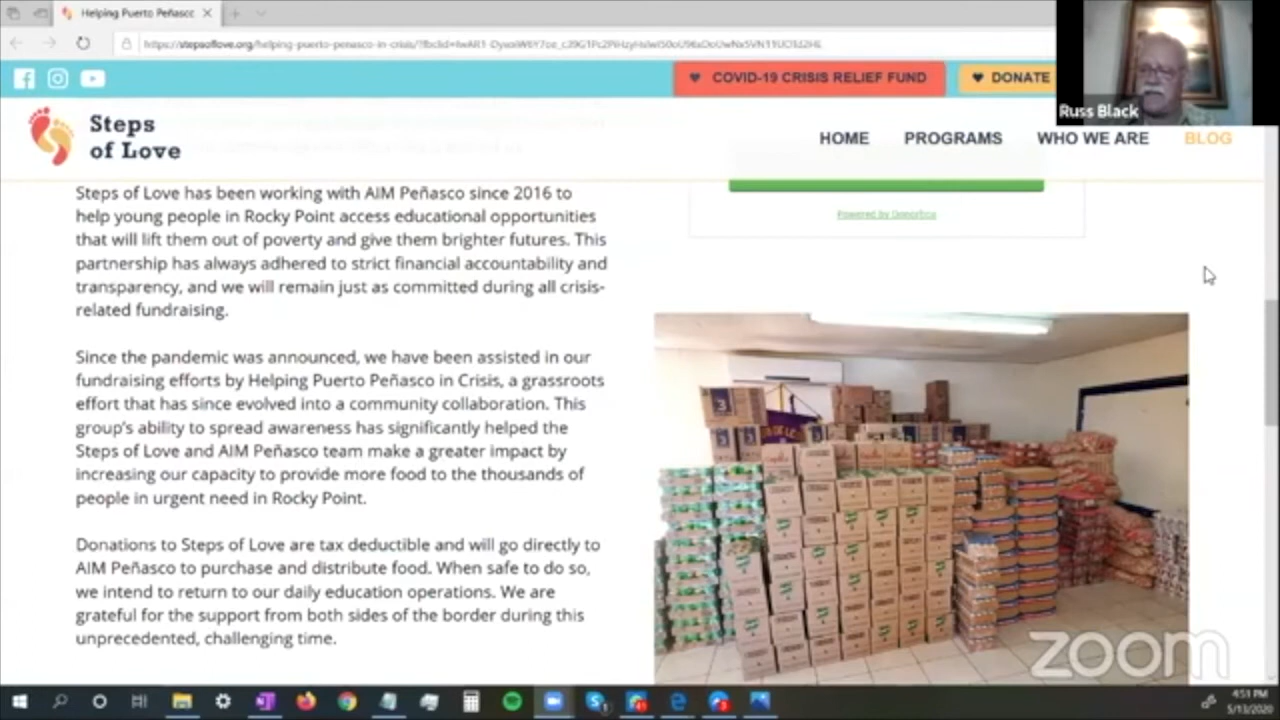 Helping Puerto Peñasco
COVID-19 CRISIS RELIEF FUND
DONATE
Russ Black
Steps
of Love
HOME
PROGRAMS
WHO WE ARE
BLOG
Steps of Love has been working with AIM Peñasco since 2016 to
help young people in Rocky Point access educational opportunities
that will lift them out of poverty and give them brighter futures. This
partnership has always adhered to strict financial accountability and
transparency, and we will remain just as committed during all crisis-
related fundraising.
Since the pandemic was announced, we have been assisted in our
fundraising efforts by Helping Puerto Peñasco in Crisis, a grassroots
effort that has since evolved into a community collaboration. This
group's ability to spread awareness has significantly helped the
Steps of Love and AIM Peñasco team make a greater impact by
increasing our capacity to provide more food to the thousands of
people in urgent need in Rocky Point.
Donations to Steps of Love are tax deductible and will go directly to
AIM Peñasco to purchase and distribute food. When safe to do so,
we intend to return to our daily education operations. We are
grateful for the support from both sides of the border during this
unprecedented, challenging time.
Powered by Donorbox
3
zoom
4:51 PM
5/13/2020